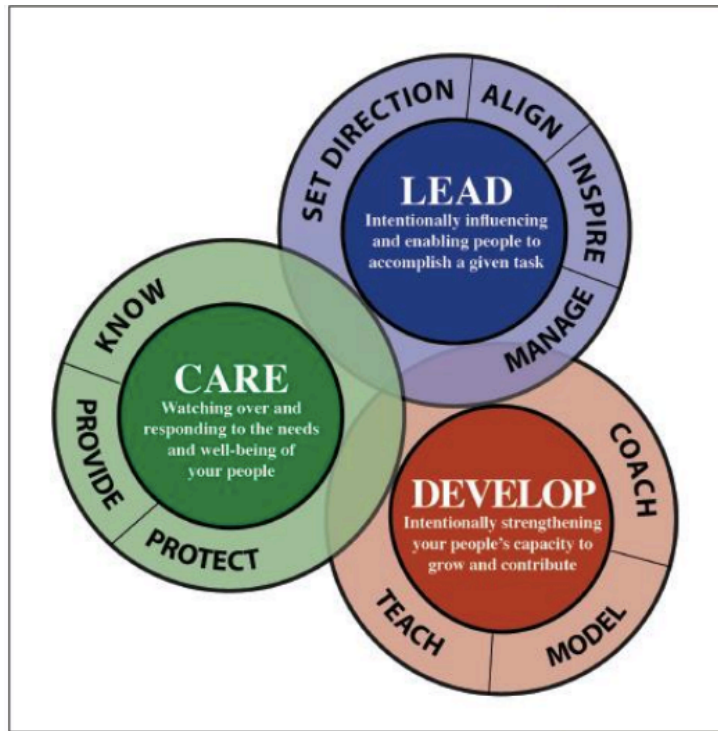 SET DIRECTION
ALIGN
INSPIRE
MANAGE
LEAD
Intentionally influencing
and enabling people to
accomplish a given task
KNOW
PROVIDE
PROTECT
CARE
Watching over and
responding to the needs
and well-being of
your people
COACH
MODEL
TEACH
DEVELOP
Intentionally strengthening
your people's capacity to
grow and contribute